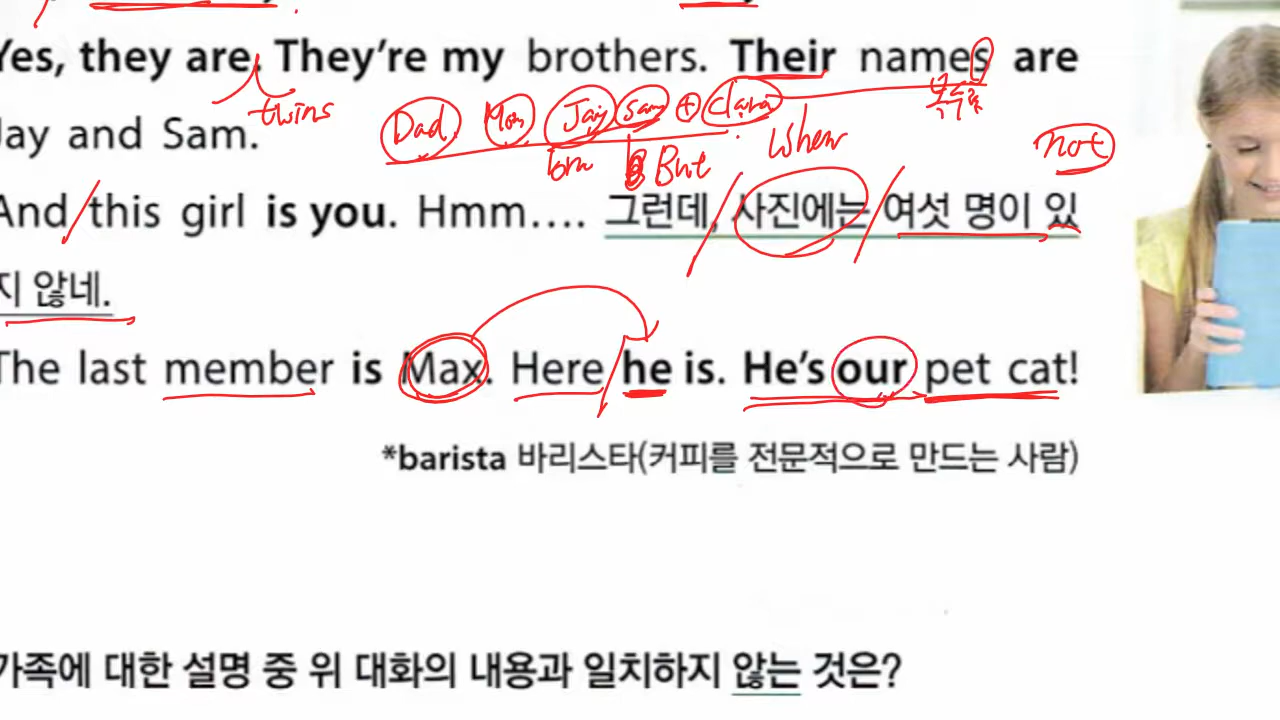 Yes, they are. They're my brothers. Their names are
twins
Dad Mom Jay Sam + Clara
Jay and Sam.
But When
not
And this girl is you. Hmm.... 그런데, 사진에는 여섯 명이 있
지 않네.
The last member is Max. Here he is. He's our pet cat!
*barista 바리스타(커피를 전문적으로 만드는 사람)
가족에 대한 설명 중 위 대화의 내용과 일치하지 않는 것은?